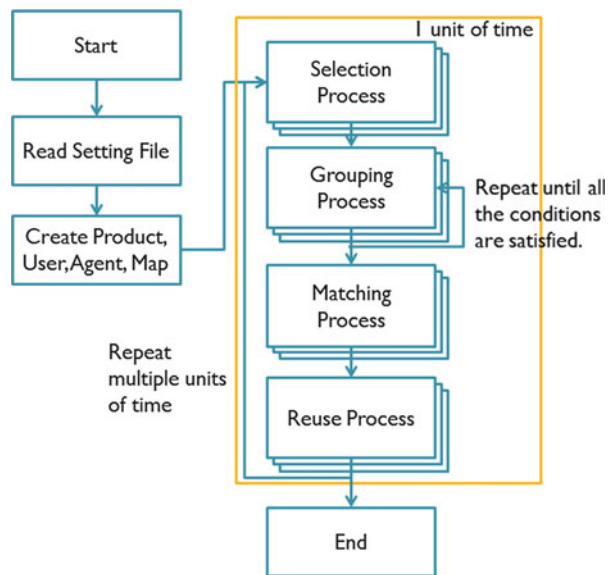 Start
Read Setting File
Create Product,
User,Agent, Map
1 unit of time
Selection
Process
Grouping
Process
Repeat until all
the conditions
are satisfied.
Matching
Process
Repeat
multiple units
of time
Reuse Process
End